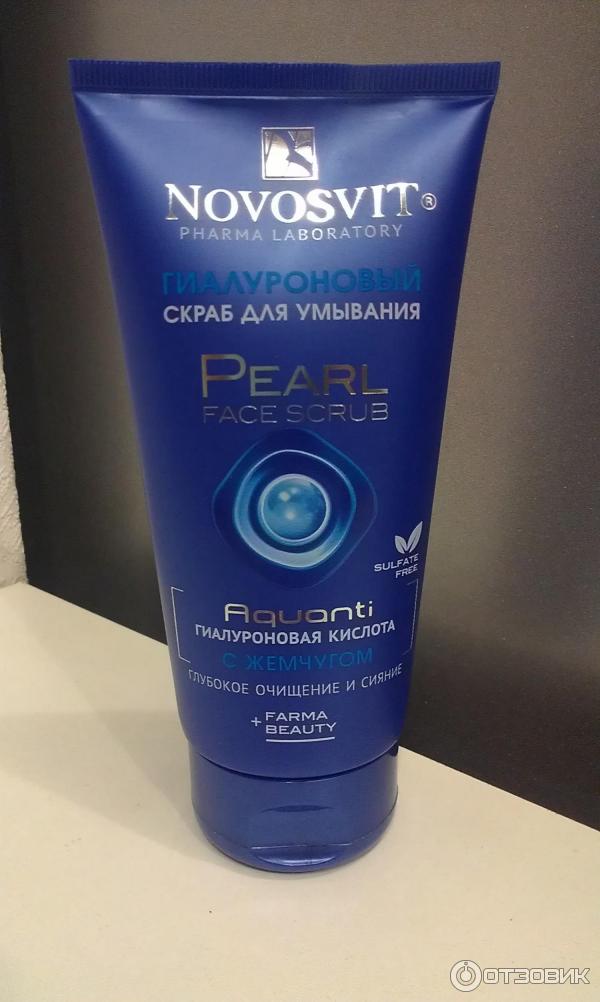 NOVOSVIT®
PHARMA LABORATORY
ГИАЛУРОНОВЫЙ
СКРАБ ДЛЯ УМЫВАНИЯ
PEARL
FACE SCRUB
SULFATE
FREE
Aquanti
ГИАЛУРОНОВАЯ КИСЛОТА
С ЖЕМЧУГОМ
ГЛУБОКОЕ ОЧИЩЕНИЕ И СИЯНИЕ
+ FARMA
BEAUTY
ОТЗОВИК